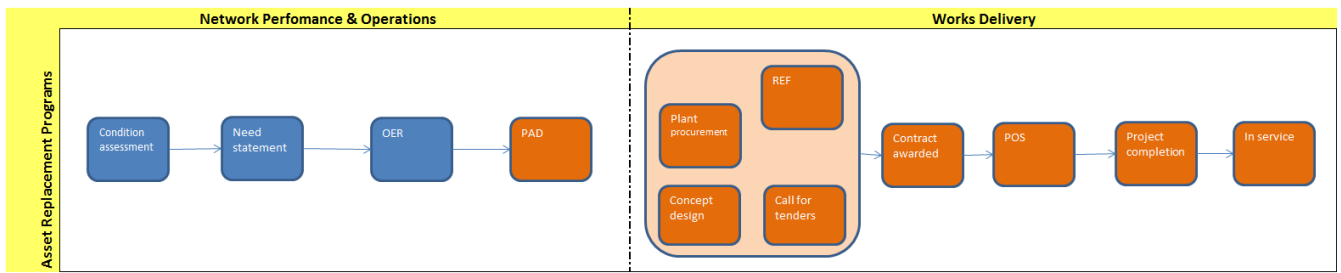 Network Perfomance & Operations
Works Delivery
Asset Replacement Programs
Condition
assessment
Need
statement
OER
PAD
REF
Plant
procurement
Concept
design
Call for
tenders
Contract
awarded
POS
Project
completion
In service